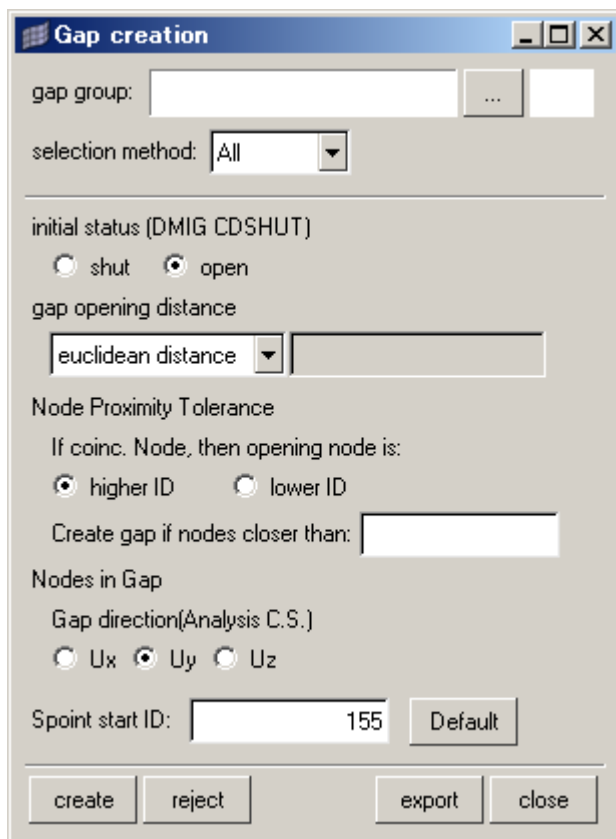 Gap creation
gap group: ...
selection method: All
initial status (DMIG CDSHUT)
shut open
gap opening distance
euclidean distance
Node Proximity Tolerance
If coinc. Node, then opening node is:
higher ID lower ID
Create gap if nodes closer than:
Nodes in Gap
Gap direction(Analysis C.S.)
Ux Uy Uz
Spoint start ID: 155 Default
create reject export close